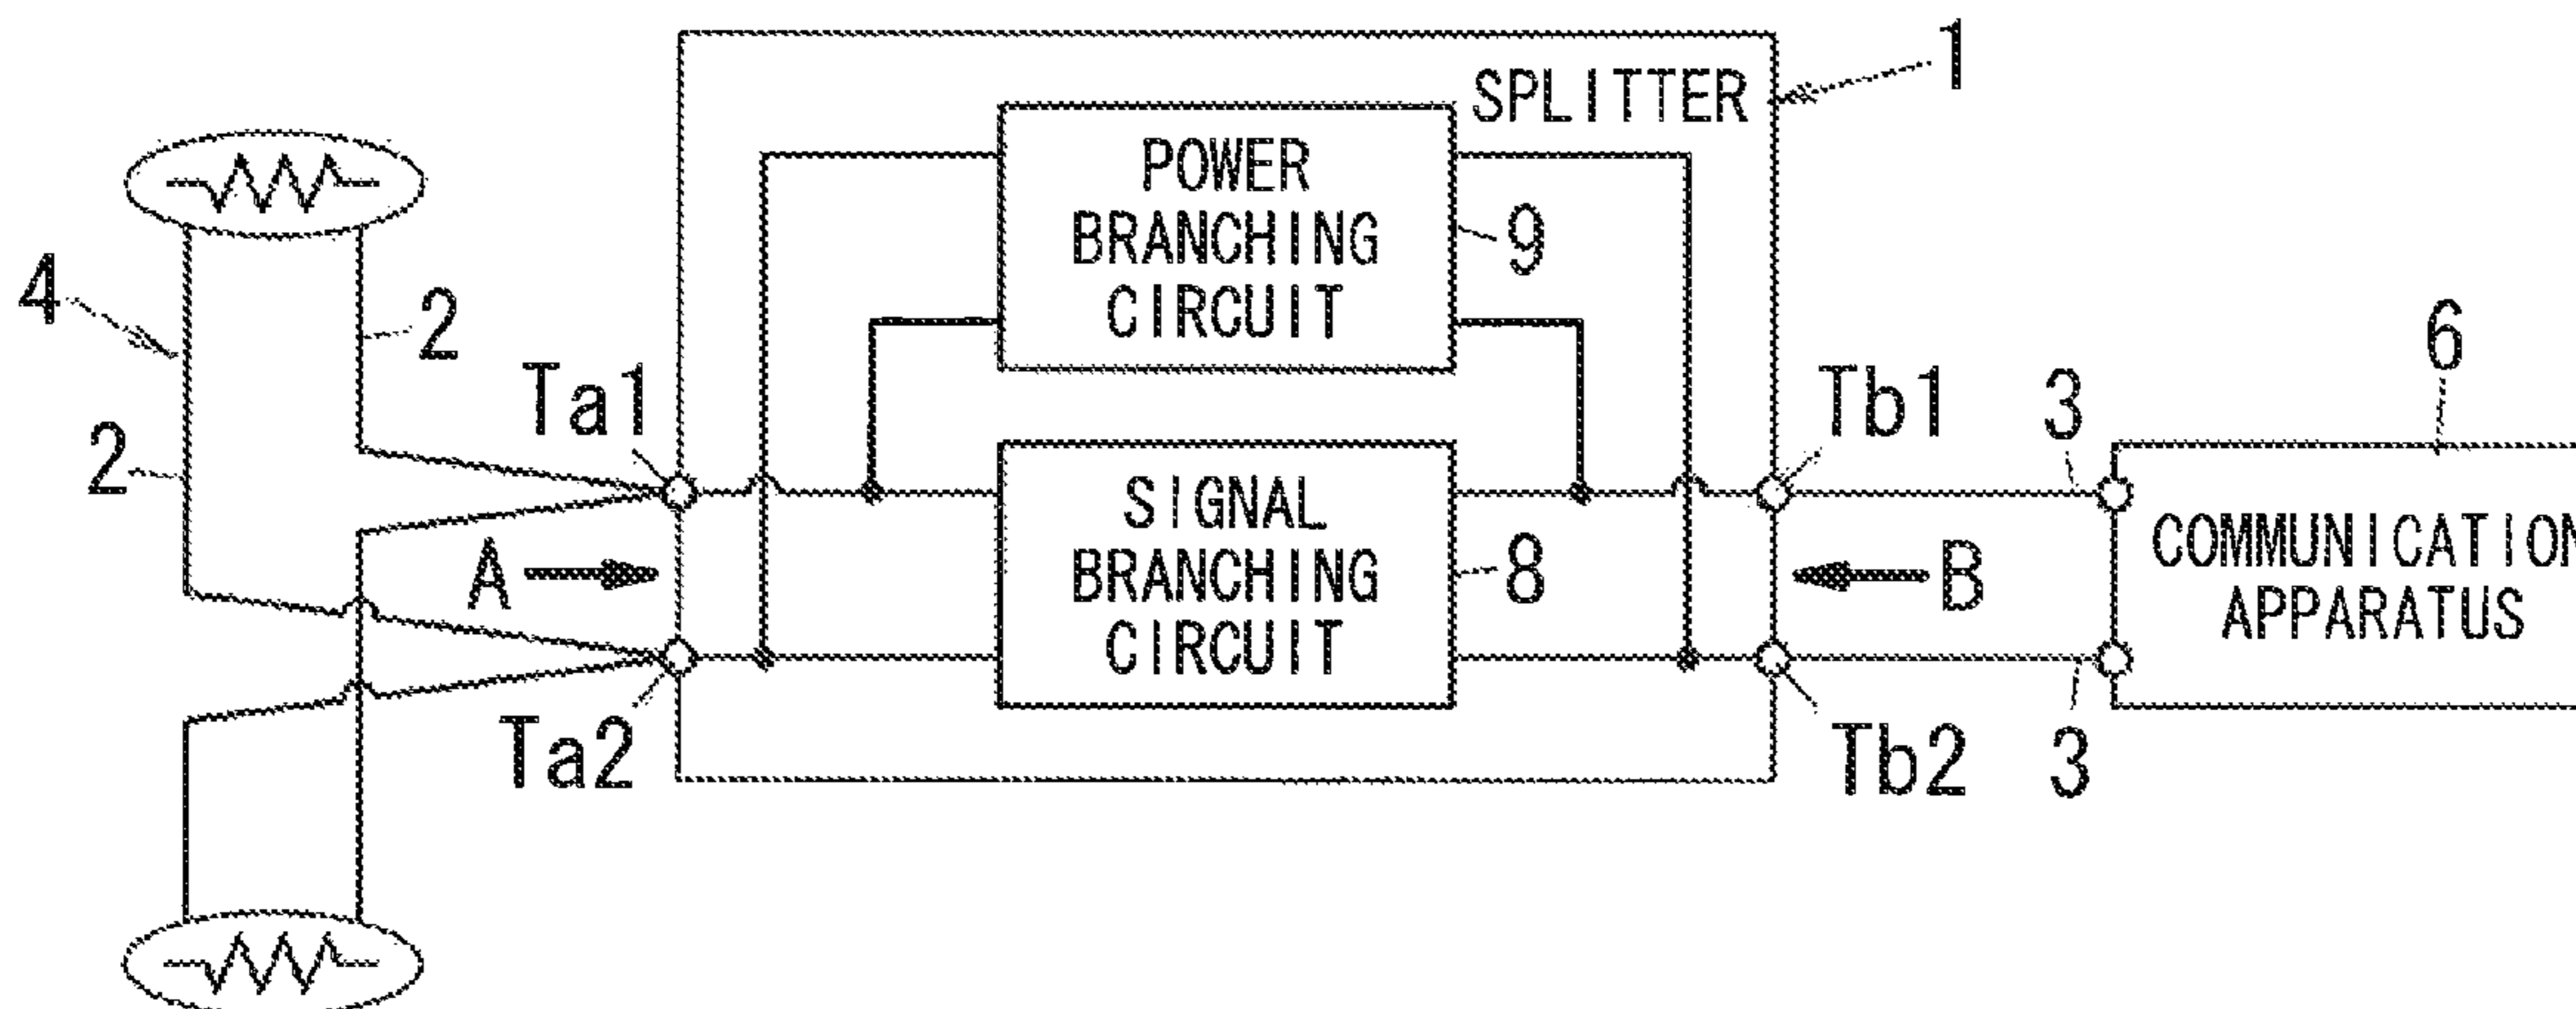 1
SPLITTER
POWER
BRANCHING
CIRCUIT
9
4
2
2
Ta1
Tb1
3
6
SIGNAL
BRANCHING
CIRCUIT
8
A
B
COMMUNICATION
APPARATUS
Ta2
Tb2
3